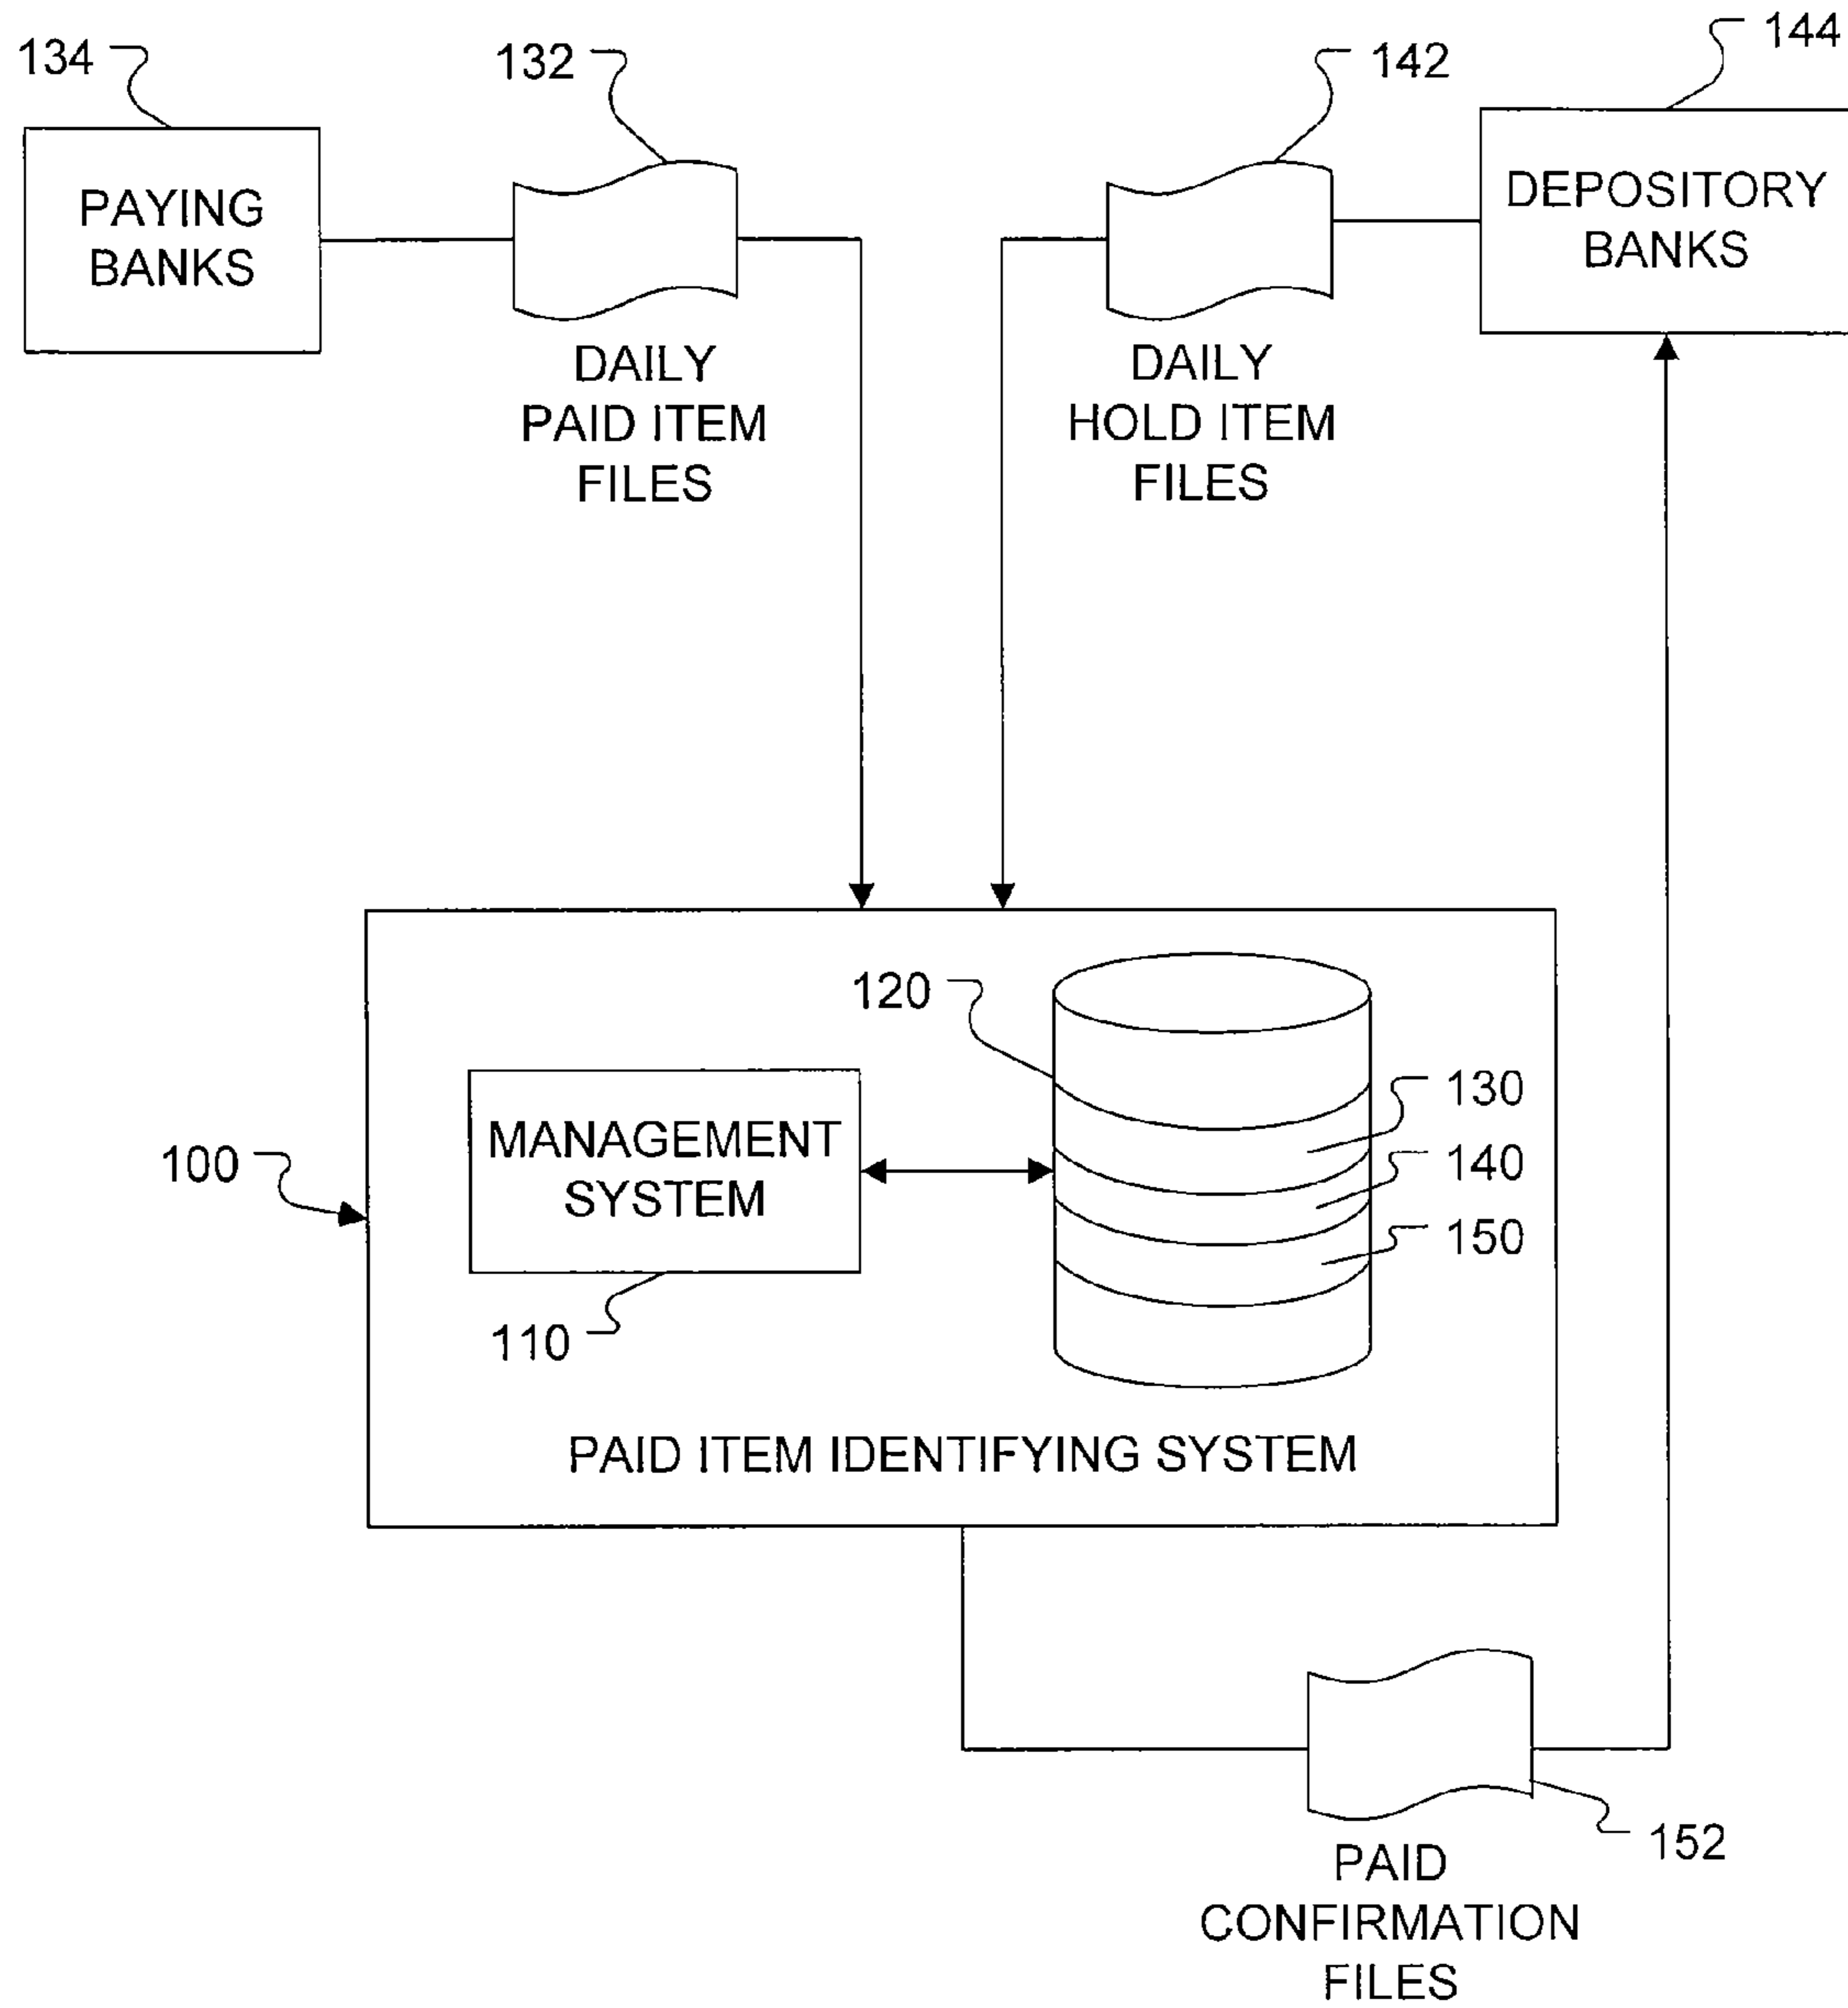 134
132
142
144
PAYING
BANKS
DEPOSITORY
BANKS
DAILY
PAID ITEM
FILES
DAILY
HOLD ITEM
FILES
120
130
MANAGEMENT
SYSTEM
100
140
150
110
PAID ITEM IDENTIFYING SYSTEM
152
PAID
CONFIRMATION
FILES